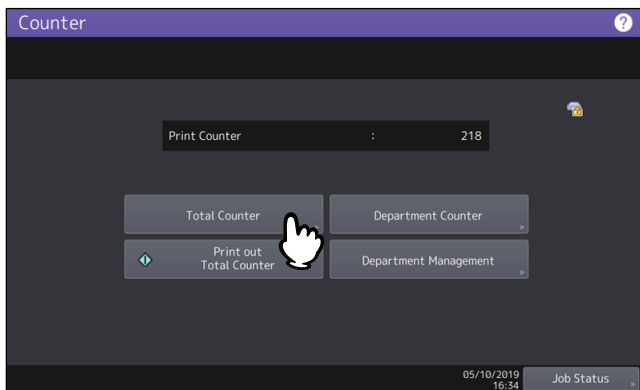 Counter
?
Print Counter : 218
Total Counter
Department Counter
Print out
Total Counter
Department Management
05/10/2019
16:34
Job Status